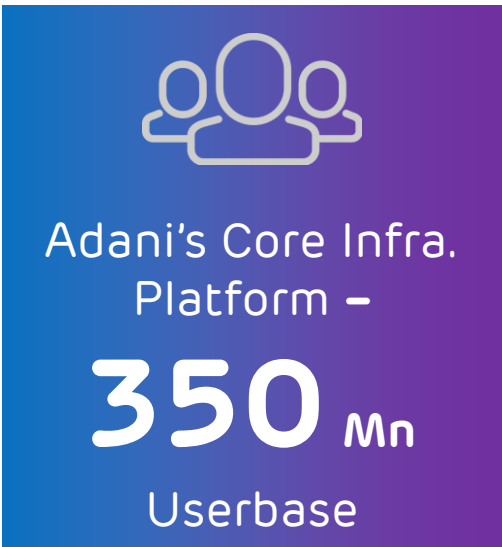 Adani's Core Infra.
Platform –
350 Mn
Userbase